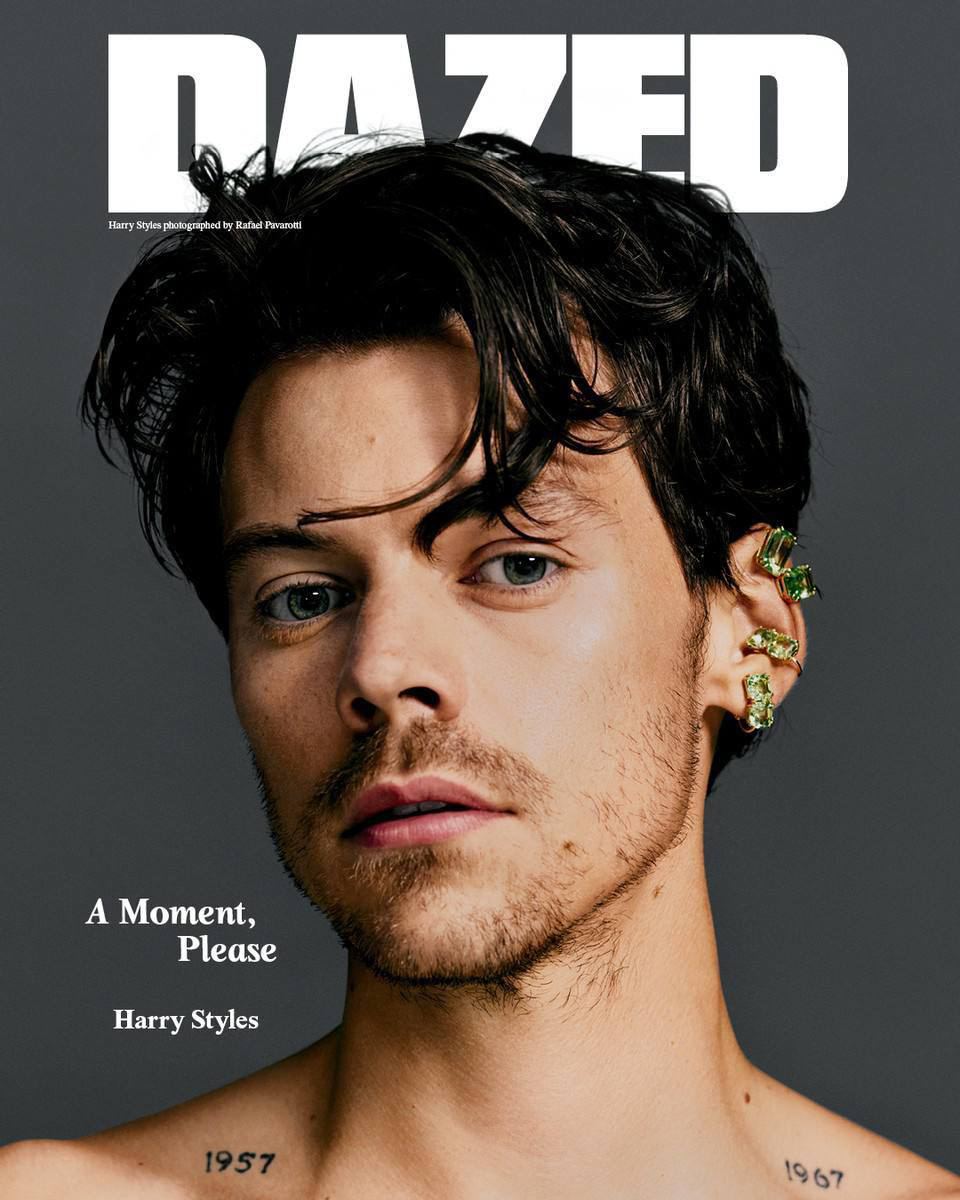 DAZED
Harry Styles photographed by Rafael Pavarotti
A Moment,
Please
Harry Styles
1957
1967